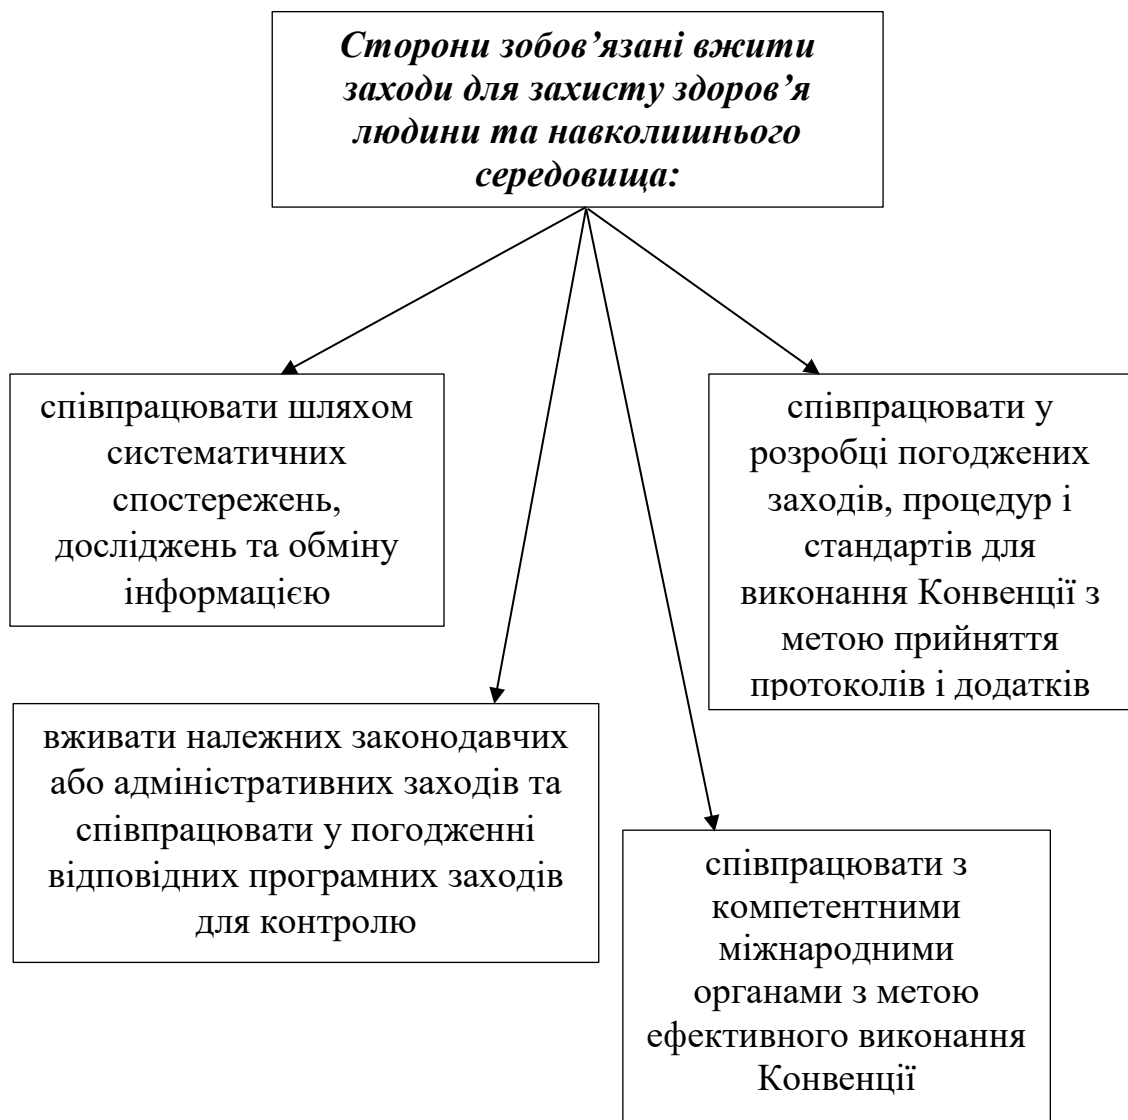 Сторони зобов’язані вжити
заходи для захисту здоров’я
людини та навколишнього
середовища:
співпрацювати шляхом
систематичних
спостережень,
досліджень та обміну
інформацією
співпрацювати у
розробці погоджених
заходів, процедур і
стандартів для
виконання Конвенції з
метою прийняття
протоколів і додатків
вживати належних законодавчих
або адміністративних заходів та
співпрацювати у погодженні
відповідних програмних заходів
для контролю
співпрацювати з
компетентними
міжнародними
органами з метою
ефективного виконання
Конвенції